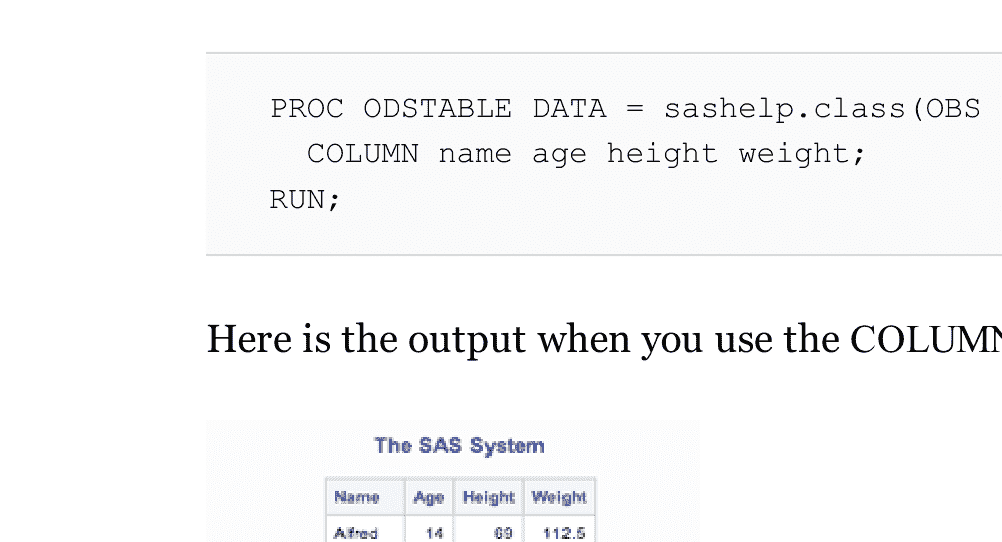 PROC ODSTABLE DATA = sashelp.class(OBS
COLUMN name age height weight;
RUN;
Here is the output when you use the COLUMN
The SAS System
Name Age Height Weight
Alfred 14 69 112.5